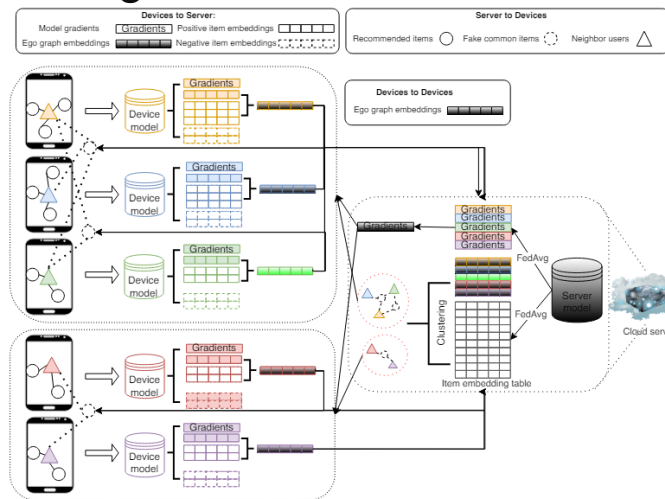 Devices to Server:
Model gradients Gradients Positive item embeddings
Ego graph embeddings Negative item embeddings
Server to Devices
Recommended items Fake common items Neighbor users
Devices to Devices
Ego graph embeddings
Gradients
Device model
Gradients
Device model
Gradients
Device model
Gradients
Device model
Gradients
Device model
Gradients
Gradients
Gradients
Gradients
Gradients
Gradients
FedAvg
FedAvg
Clustering
Server model
Item embedding table
Cloud